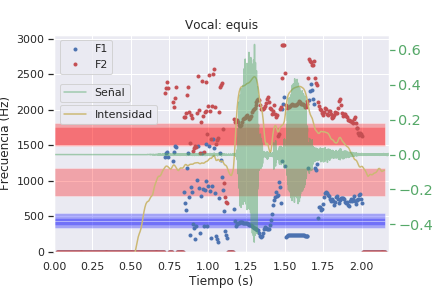 Vocal: equis
3000
2500
2000
1500
1000
500
0
Frecuencia (Hz)
F1
F2
Señal
Intensidad
0.6
0.4
0.2
0.0
−0.2
−0.4
0.00 0.25 0.50 0.75 1.00 1.25 1.50 1.75 2.00
Tiempo (s)